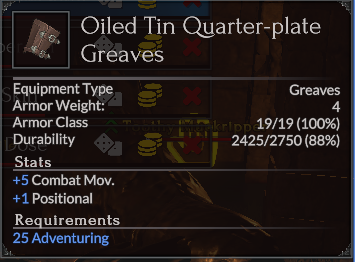 Oiled Tin Quarter-plate
Greaves
Equipment Type Greaves
Armor Weight: 4
Armor Class 19/19 (100%)
Durability 2425/2750 (88%)
Stats
+5 Combat Mov.
+1 Positional
Requirements
25 Adventuring